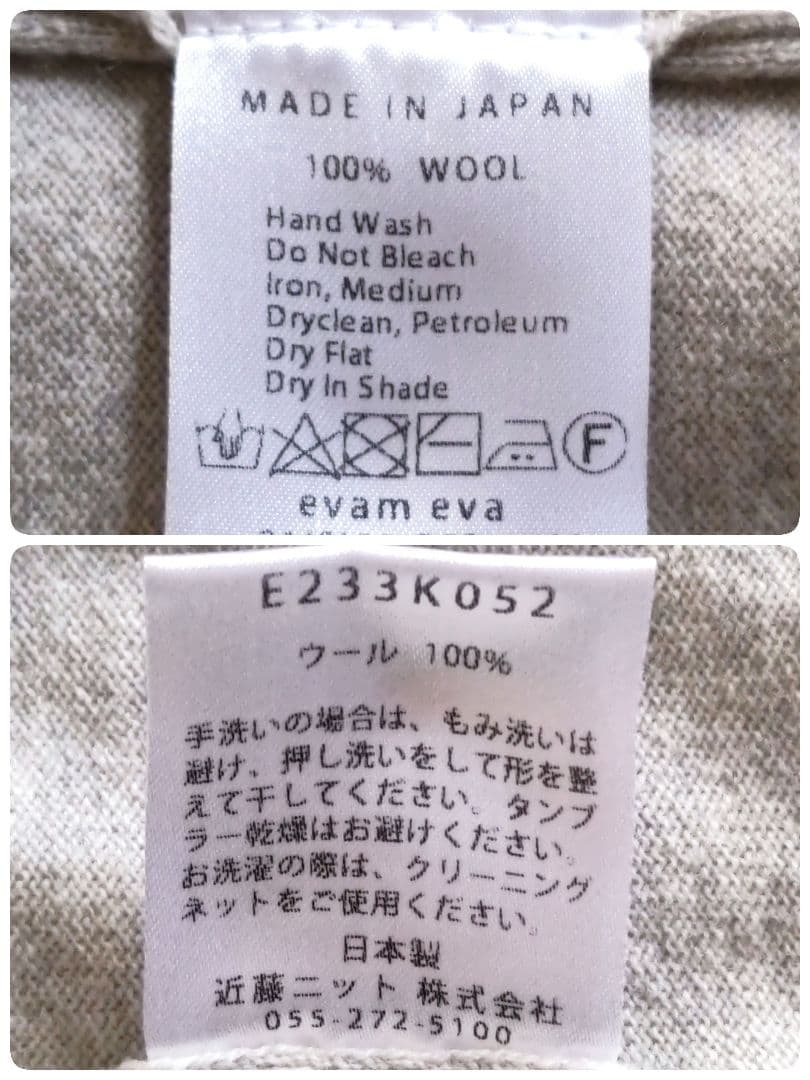 MADE IN JAPAN
100% WOOL
Hand Wash
Do Not Bleach
Iron, Medium
Dryclean, Petroleum
Dry Flat
Dry In Shade
F
evam eva
E233K052
ウール 100%
手洗いの場合は、もみ洗いは
避け、押し洗いをして形を整
えて干してください。タンブ
ラー乾燥はお避けください。
お洗濯の際は、クリーニング
ネットをご使用ください。
日本製
近藤ニット 株式会社
055-272-5100